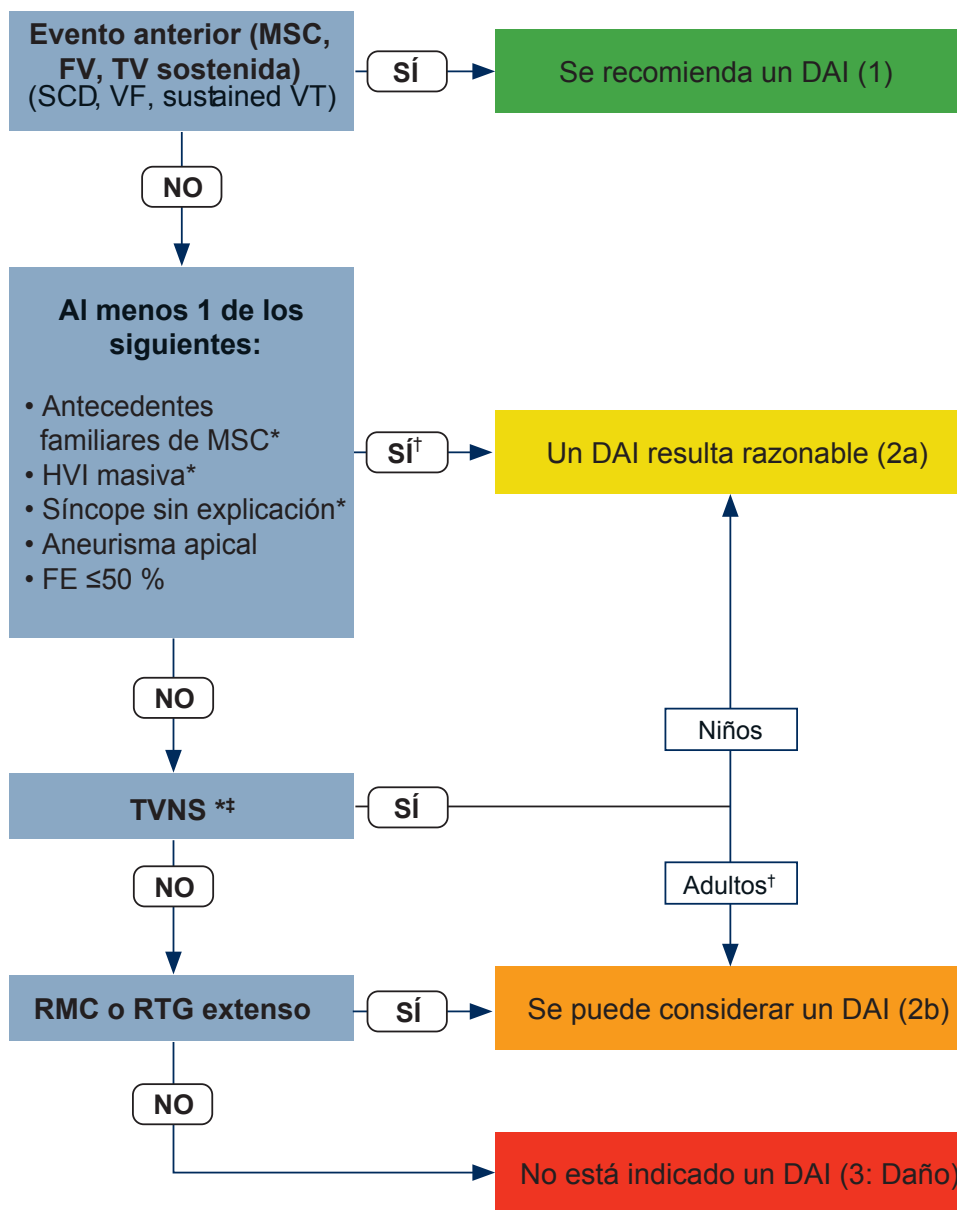 Evento anterior (MSC,
FV, TV sostenida)
(SCD, VF, sustained VT)
SÍ
Se recomienda un DAI (1)
NO
Al menos 1 de los
siguientes:
• Antecedentes
familiares de MSC*
• HVI masiva*
• Síncope sin explicación*
• Aneurisma apical
• FE ≤50 %
SÍ†
Un DAI resulta razonable (2a)
NO
Niños
TVNS *‡
SÍ
Adultos†
NO
RMC o RTG extenso
SÍ
Se puede considerar un DAI (2b)
NO
No está indicado un DAI (3: Daño)